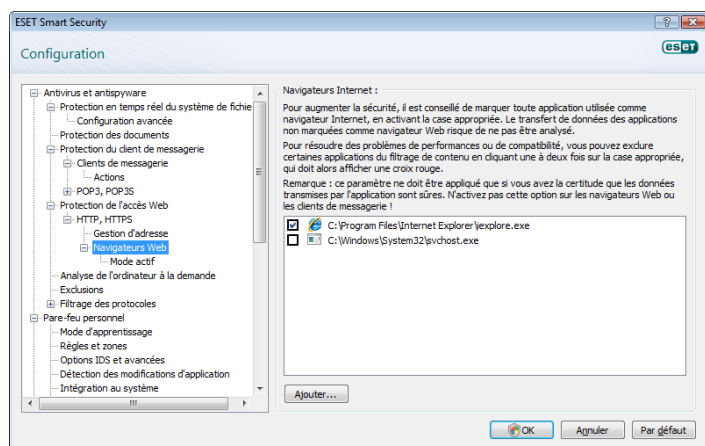 ESET Smart Security
Configuration
eset
Antivirus et antispyware
Protection en temps réel du système de fichie
Configuration avancée
Protection des documents
Protection du client de messagerie
Clients de messagerie
Actions
POP3, POP3S
Protection de l'accès Web
HTTP, HTTPS
Gestion d'adresse
Navigateurs Web
Mode actif
Analyse de l'ordinateur à la demande
Exclusions
Filtrage des protocoles
Pare-feu personnel
Mode d'apprentissage
Règles et zones
Options IDS et avancées
Détection des modifications d'application
Intégration au système
Navigateurs Internet :
Pour augmenter la sécurité, il est conseillé de marquer toute application utilisée comme
navigateur Internet, en activant la case appropriée. Le transfert de données des applications
non marquées comme navigateur Web risque de ne pas être analysé.
Pour résoudre des problèmes de performances ou de compatibilité, vous pouvez exclure
certaines applications du filtrage de contenu en cliquant une à deux fois sur la case appropriée,
qui doit alors afficher une croix rouge.
Remarque : ce paramètre ne doit être appliqué que si vous avez la certitude que les données
transmises par l'application sont sûres. N'activez pas cette option sur les navigateurs Web ou
les clients de messagerie !
C:\Program Files\Internet Explorer\iexplore.exe
C:\Windows\System32\svchost.exe
Ajouter...
OK
Annuler
Par défaut